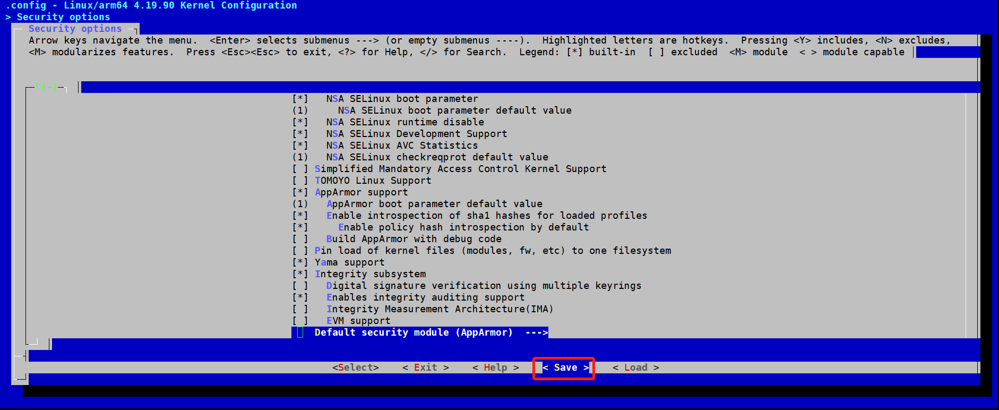 .config - Linux/arm64 4.19.90 Kernel Configuration
> Security options
Security options
Arrow keys navigate the menu.  <Enter> selects submenus ---> (or empty submenus ----).  Highlighted letters are hotkeys.  Pressing <Y> includes, <N> excludes,
<M> modularizes features.  Press <Esc><Esc> to exit, <?> for Help, </> for Search.  Legend: [*] built-in  [ ] excluded  <M> module  < > module capable
^(-)
[*]   NSA SELinux boot parameter
(1)     NSA SELinux boot parameter default value
[*]   NSA SELinux runtime disable
[*]   NSA SELinux Development Support
[*]   NSA SELinux AVC Statistics
(1)   NSA SELinux checkreqprot default value
[ ] Simplified Mandatory Access Control Kernel Support
[ ] TOMOYO Linux Support
[*] AppArmor support
(1)   AppArmor boot parameter default value
[*]   Enable introspection of sha1 hashes for loaded profiles
[*]     Enable policy hash introspection by default
[ ]   Build AppArmor with debug code
[ ] Pin load of kernel files (modules, fw, etc) to one filesystem
[*] Yama support
[*] Integrity subsystem
[ ]   Digital signature verification using multiple keyrings
[*]   Enables integrity auditing support
[ ]   Integrity Measurement Architecture(IMA)
[ ]   EVM support
Default security module (AppArmor)  --->
<Select>    < Exit >    < Help >    < Save >    < Load >